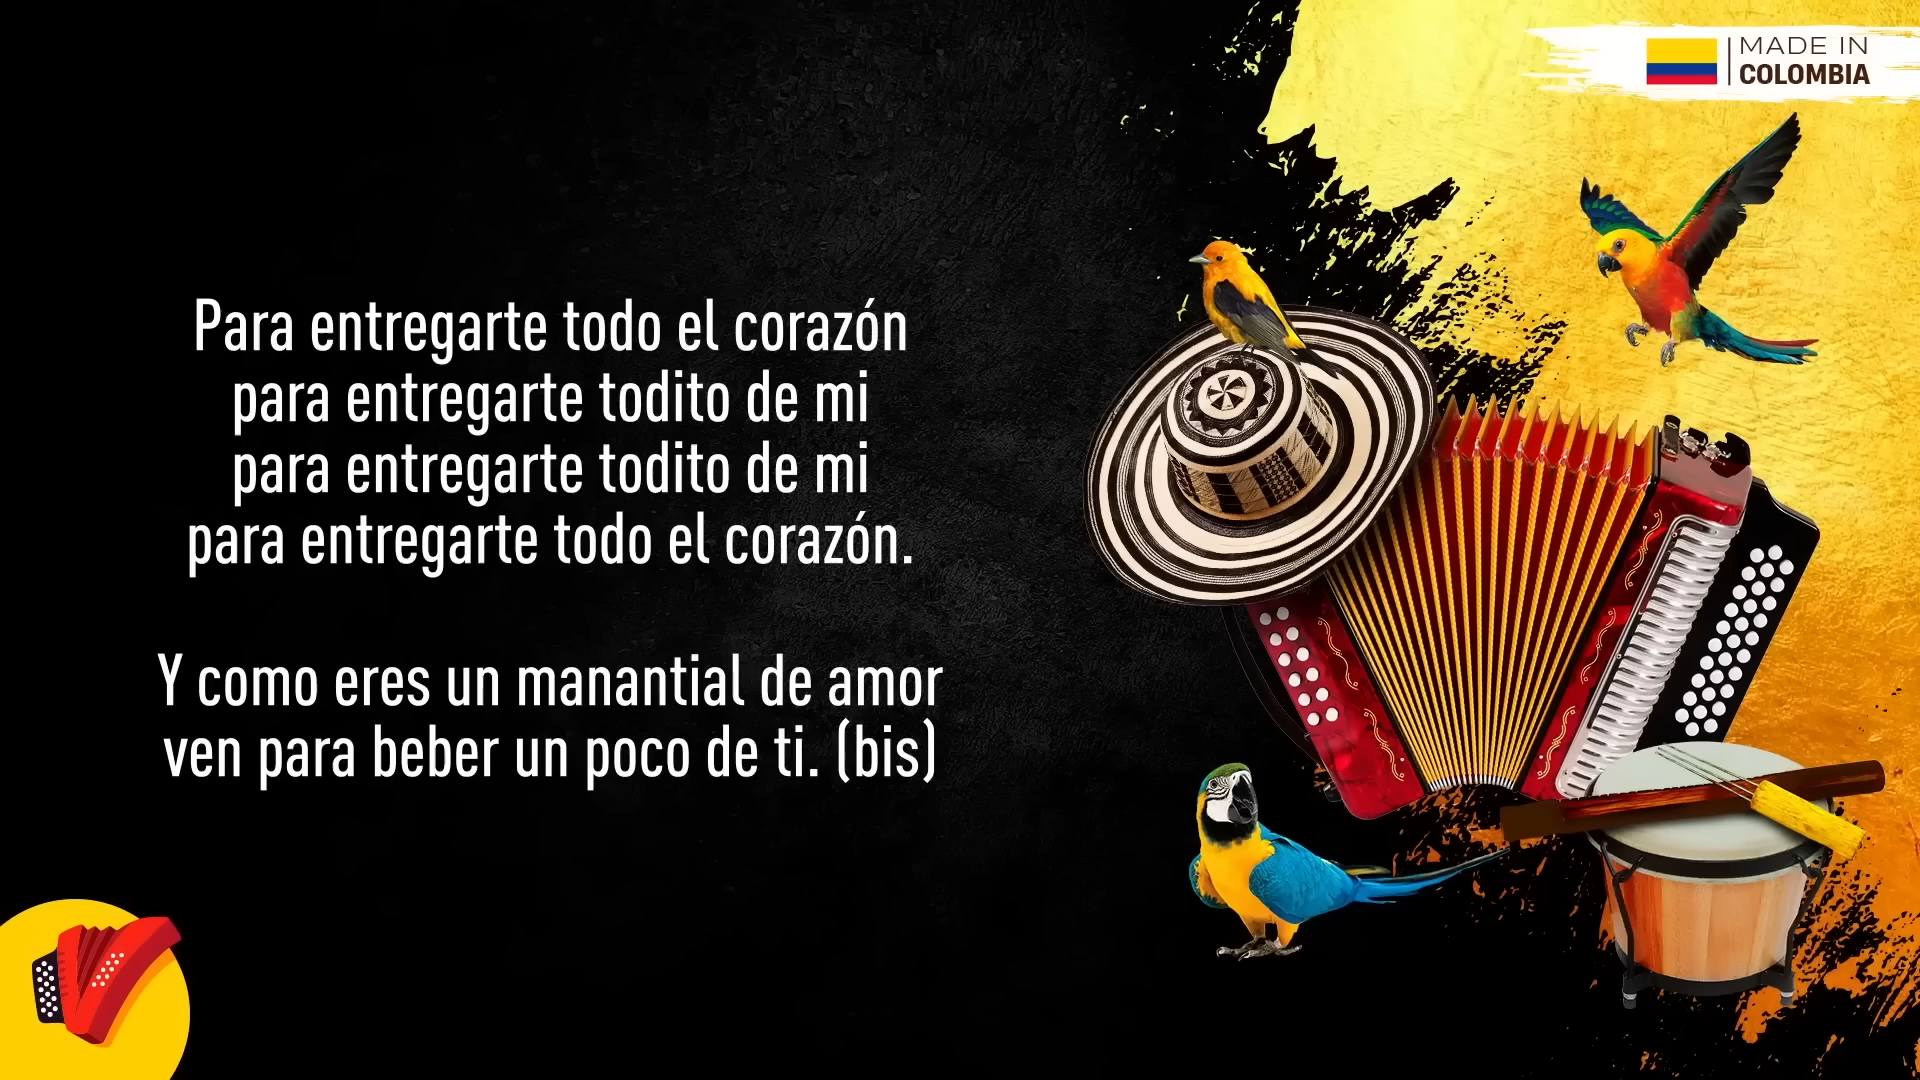 MADE IN
COLOMBIA
Para entregarte todo el corazón
para entregarte todito de mi
para entregarte todito de mi
para entregarte todo el corazón.
Y como eres un manantial de amor
ven para beber un poco de ti. (bis)